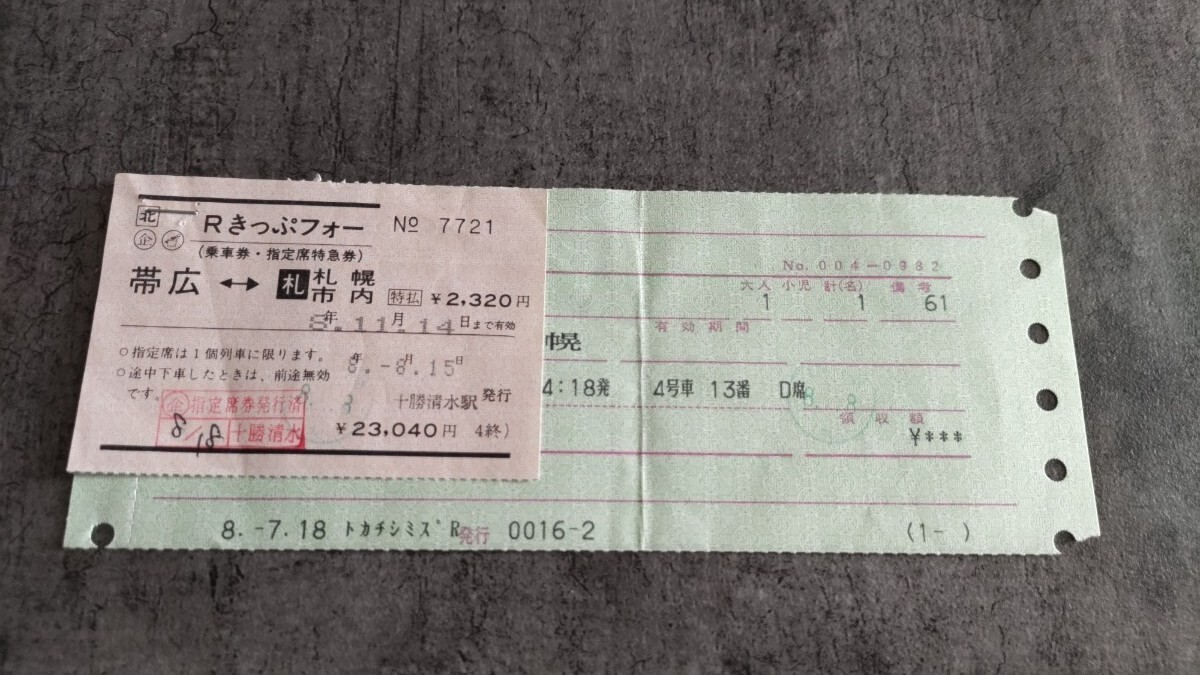 北 Rきっぷフォー № 7721
企 (乗車券・指定席特急券)
帯広 ↔ 札 札幌市内 特払 ¥2,320円
8年.11月.14日まで有効
○指定席は1個列車に限ります。 8年.-8月.15日
○途中下車したときは、前途無効です。 十勝清水駅発行
企 指定席券発行済
8/18 十勝清水
¥23,040円 4終)
No.004-0982
大人 小児 計(名) 備考
1 1 61
有効期間
幌
4:18発 4号車 13番 D席
領収額
¥***
8.-7.18 トカチシミズR発行 0016-2 (1- )